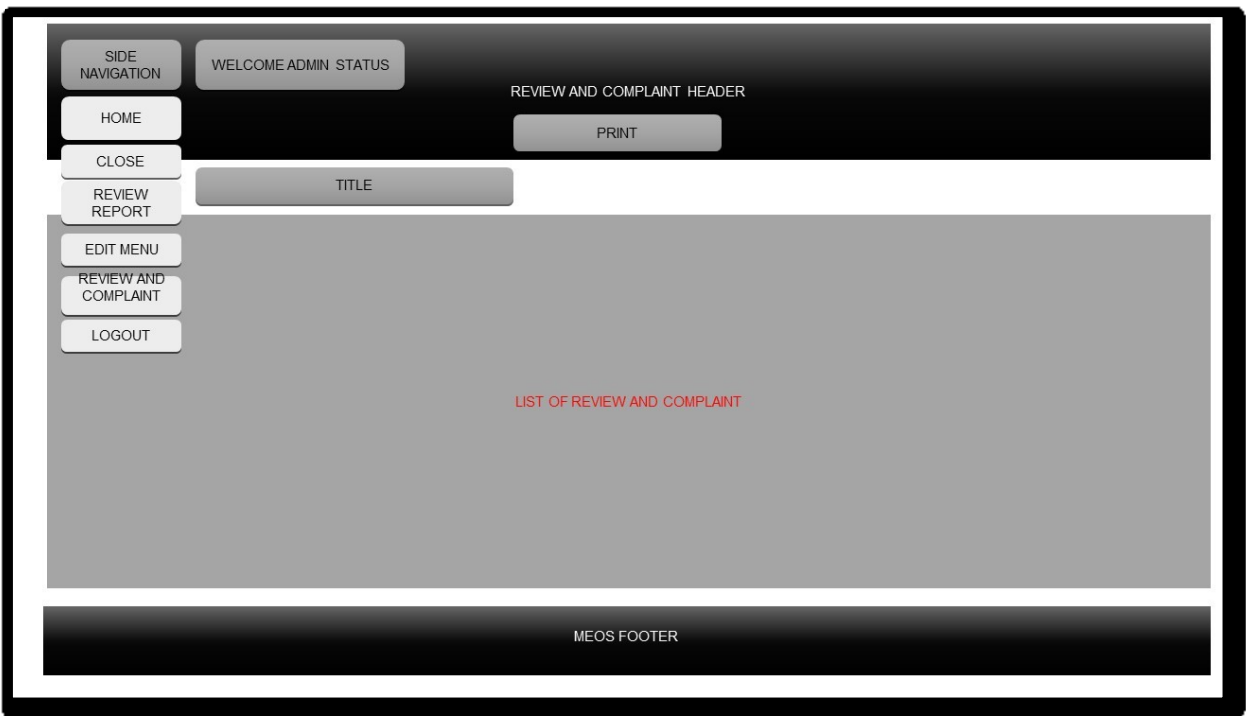 SIDE
NAVIGATION
WELCOME ADMIN STATUS
REVIEW AND COMPLAINT HEADER
HOME
PRINT
CLOSE
TITLE
REVIEW
REPORT
EDIT MENU
REVIEW AND
COMPLAINT
LOGOUT
LIST OF REVIEW AND COMPLAINT
MEOS FOOTER